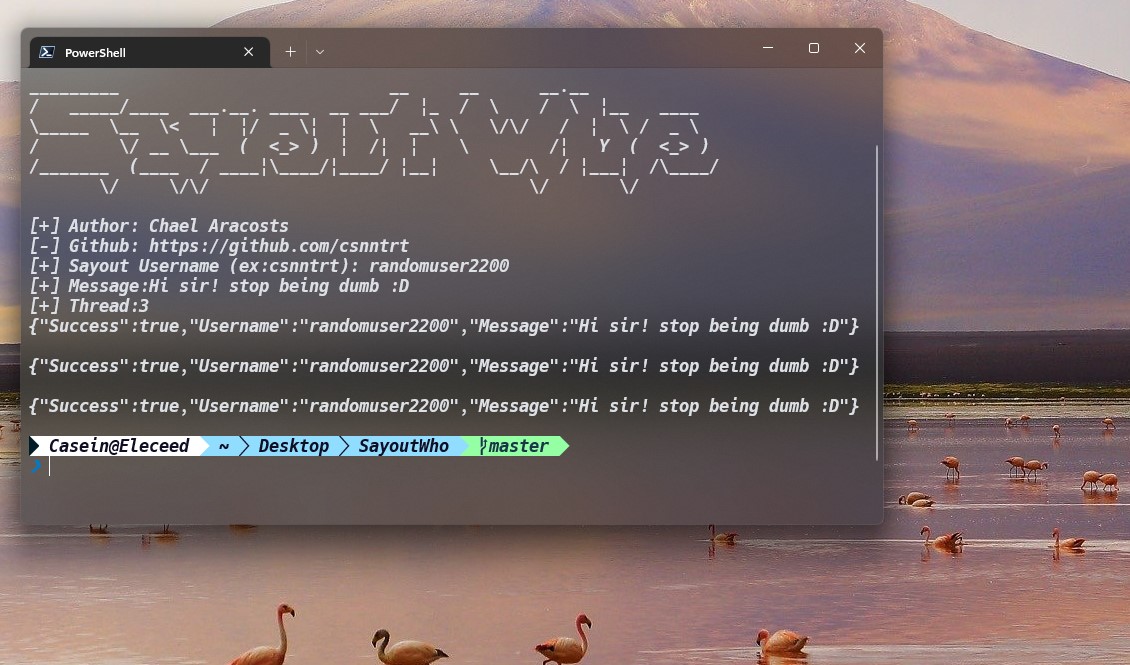 PowerShell
Sayout Who
[+] Author: Chael Aracosts
[-] Github: https://github.com/csnntrt
[+] Sayout Username (ex:csnntrt): randomuser2200
[+] Message:Hi sir! stop being dumb :D
[+] Thread:3
{"Success":true,"Username":"randomuser2200","Message":"Hi sir! stop being dumb :D"}
{"Success":true,"Username":"randomuser2200","Message":"Hi sir! stop being dumb :D"}
{"Success":true,"Username":"randomuser2200","Message":"Hi sir! stop being dumb :D"}
Casein@Eleceed ~ Desktop SayoutWho master